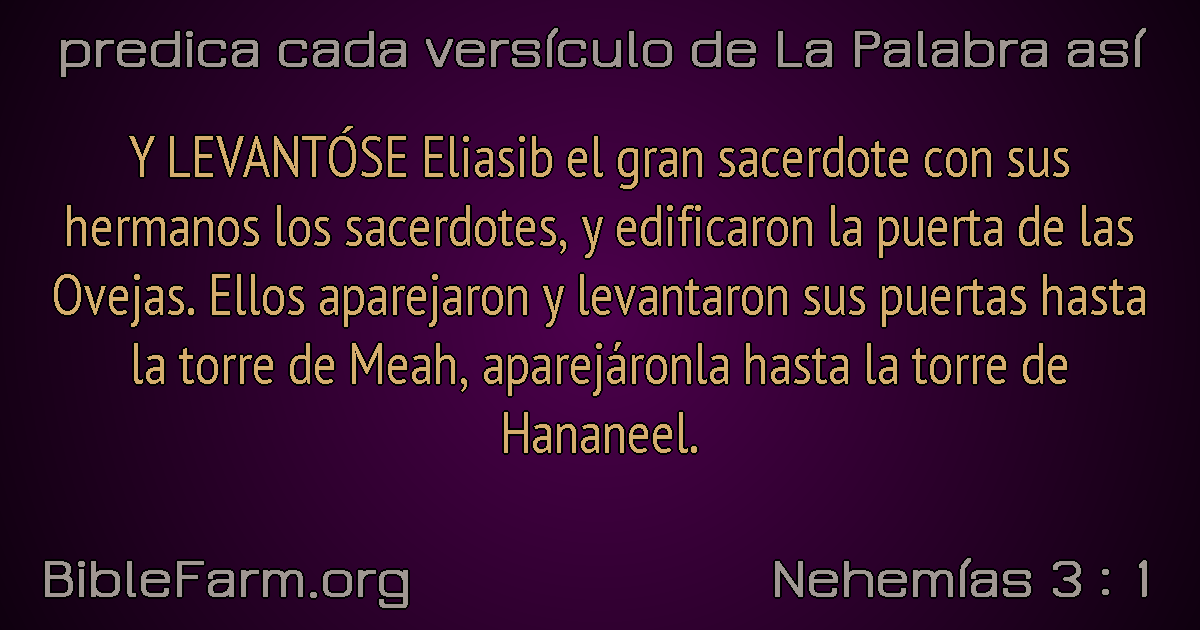 predica cada versículo de La Palabra así
Y LEVANTÓSE Eliasib el gran sacerdote con sus
hermanos los sacerdotes, y edificaron la puerta de las
Ovejas. Ellos aparejaron y levantaron sus puertas hasta
la torre de Meah, aparejáronla hasta la torre de
Hananeel.
BibleFarm.org
Nehemías 3 : 1